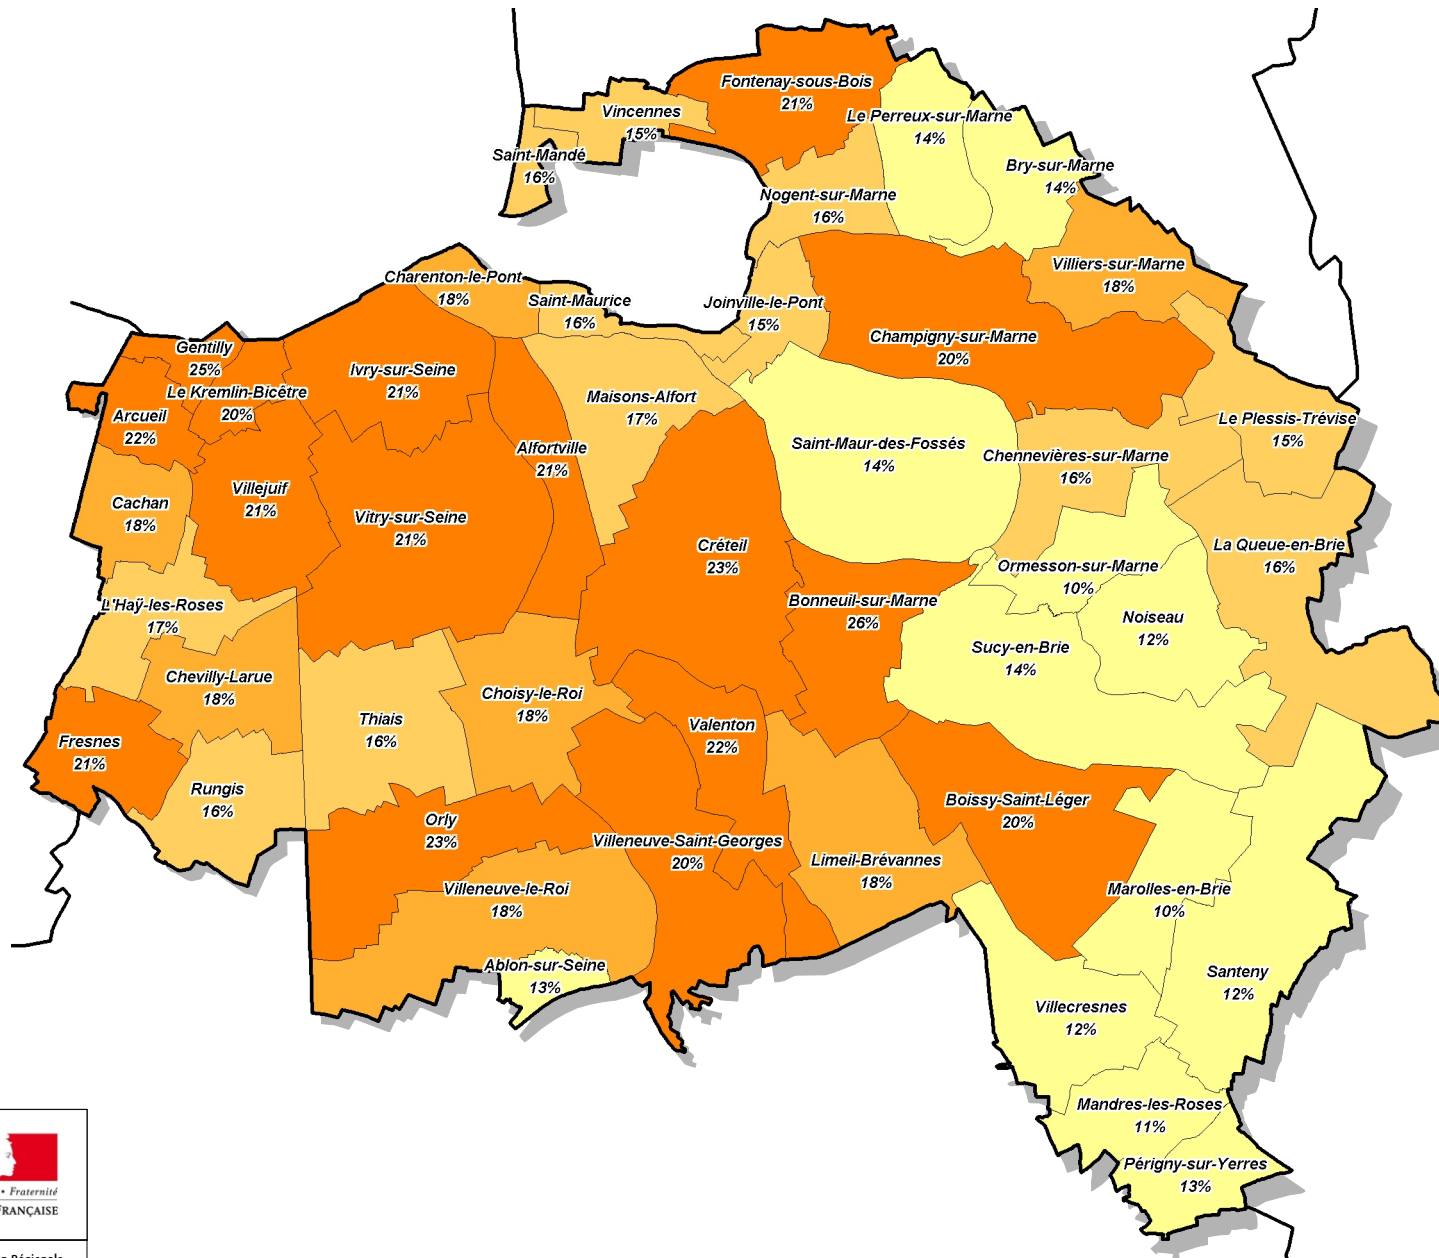 Fontenay-sous-Bois
21%
Vincennes
15%
Le Perreux-sur-Marne
14%
Saint-Mandé
16%
Bry-sur-Marne
14%
Nogent-sur-Marne
16%
Villiers-sur-Marne
18%
Charenton-le-Pont
18%
Saint-Maurice
16%
Joinville-le-Pont
15%
Champigny-sur-Marne
20%
Gentilly
25%
Ivry-sur-Seine
21%
Le Kremlin-Bicêtre
20%
Maisons-Alfort
17%
Arcueil
22%
Le Plessis-Trévise
15%
Saint-Maur-des-Fossés
14%
Alfortville
21%
Chennevières-sur-Marne
16%
Villejuif
21%
Cachan
18%
Vitry-sur-Seine
21%
Créteil
23%
La Queue-en-Brie
16%
Ormesson-sur-Marne
10%
Bonneuil-sur-Marne
26%
L'Haÿ-les-Roses
17%
Noiseau
12%
Sucy-en-Brie
14%
Chevilly-Larue
18%
Choisy-le-Roi
18%
Thiais
16%
Valenton
22%
Fresnes
21%
Rungis
16%
Boissy-Saint-Léger
20%
Orly
23%
Villeneuve-Saint-Georges
20%
Limeil-Brévannes
18%
Villeneuve-le-Roi
18%
Marolles-en-Brie
10%
Ablon-sur-Seine
13%
Santeny
12%
Villecresnes
12%
Mandres-les-Roses
11%
Périgny-sur-Yerres
13%
• Fraternité
FRANÇAISE
Régionale